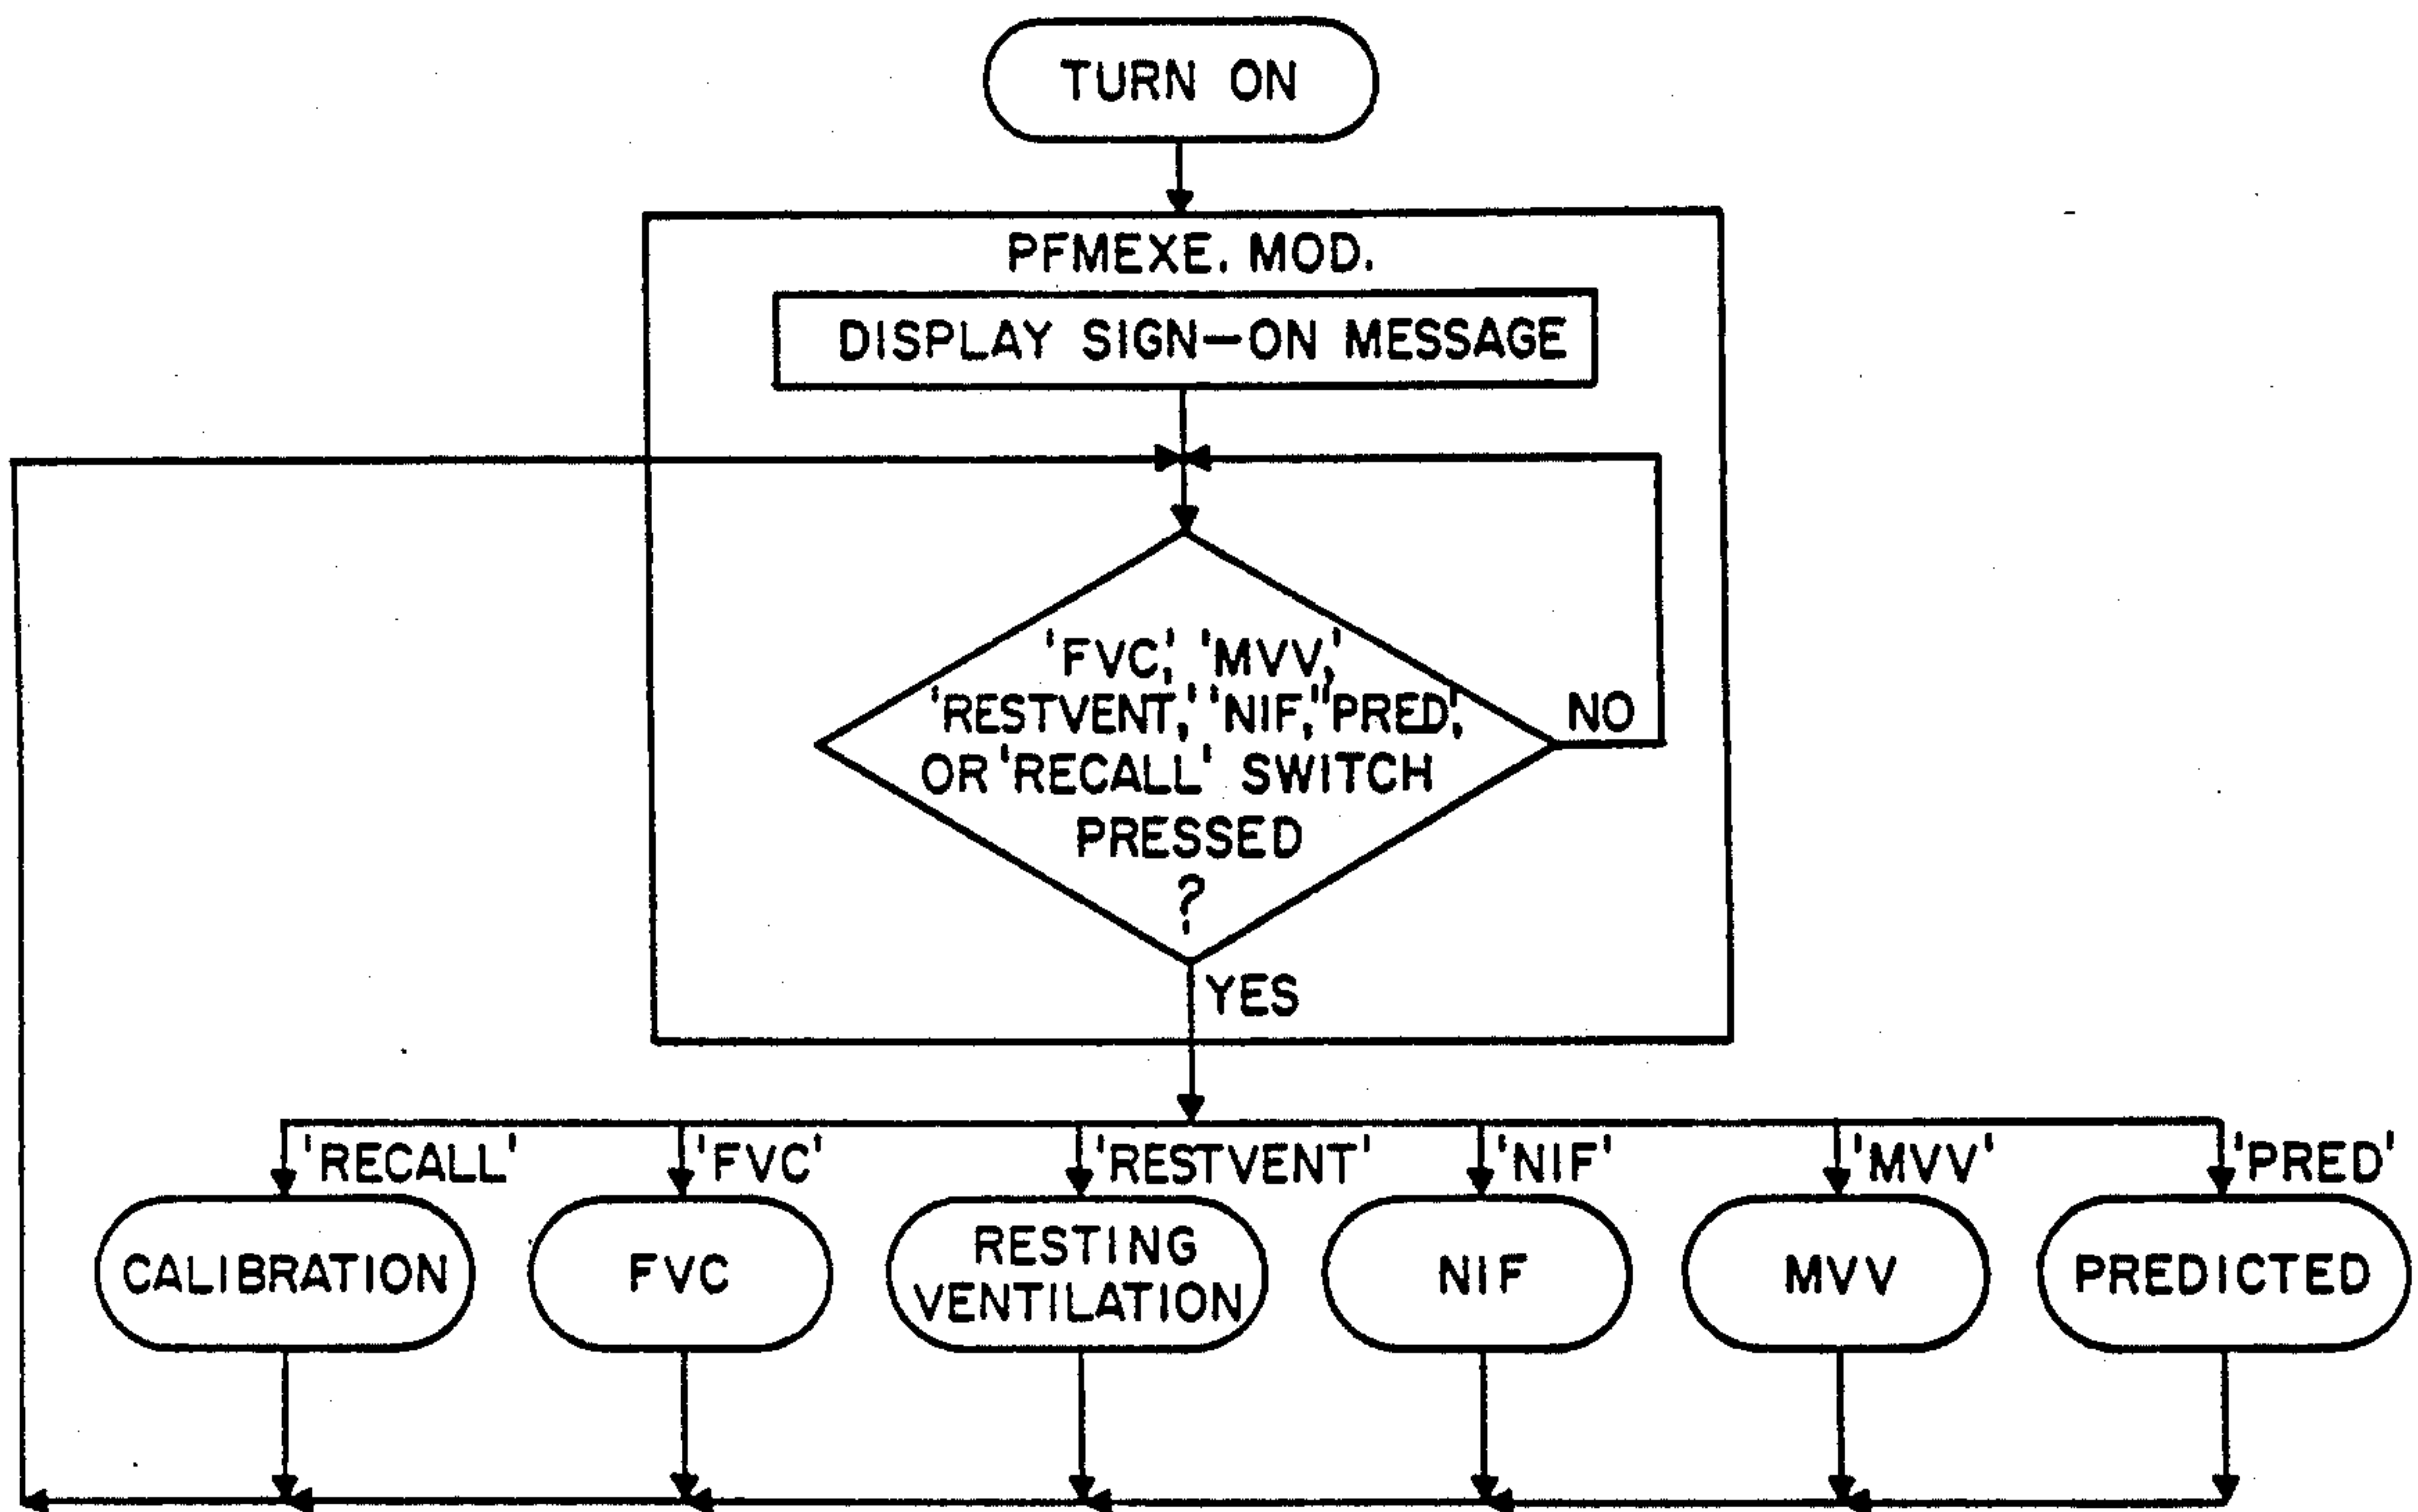 TURN ON
PFMEXE. MOD.
DISPLAY SIGN—ON MESSAGE
'FVC,' 'MVV,'
'RESTVENT,' 'NIF,' 'PRED',
OR 'RECALL' SWITCH
PRESSED
?
NO
YES
'RECALL' 'FVC' 'RESTVENT' 'NIF' 'MVV' 'PRED'
CALIBRATION
FVC
RESTING
VENTILATION
NIF
MVV
PREDICTED